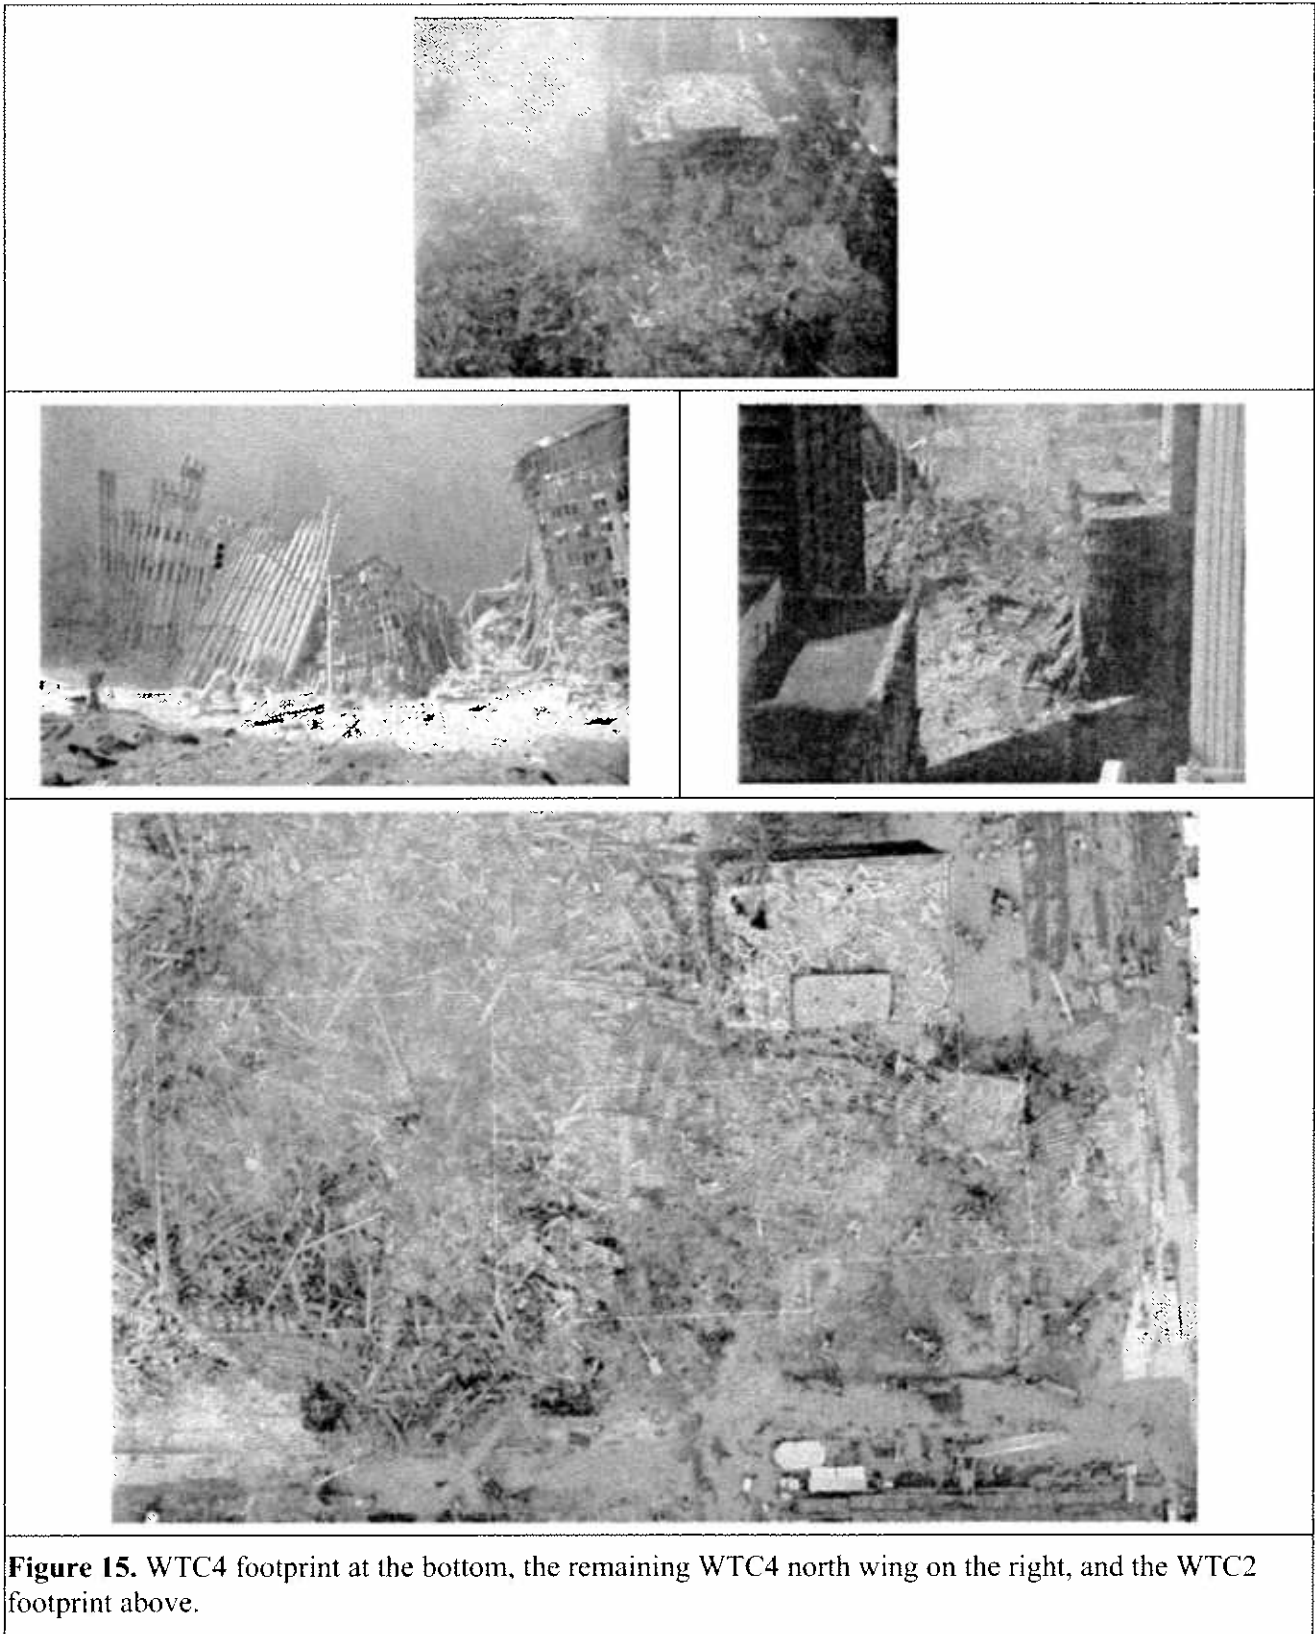 Figure 15. WTC4 footprint at the bottom, the remaining WTC4 north wing on the right, and the WTC2
footprint above.